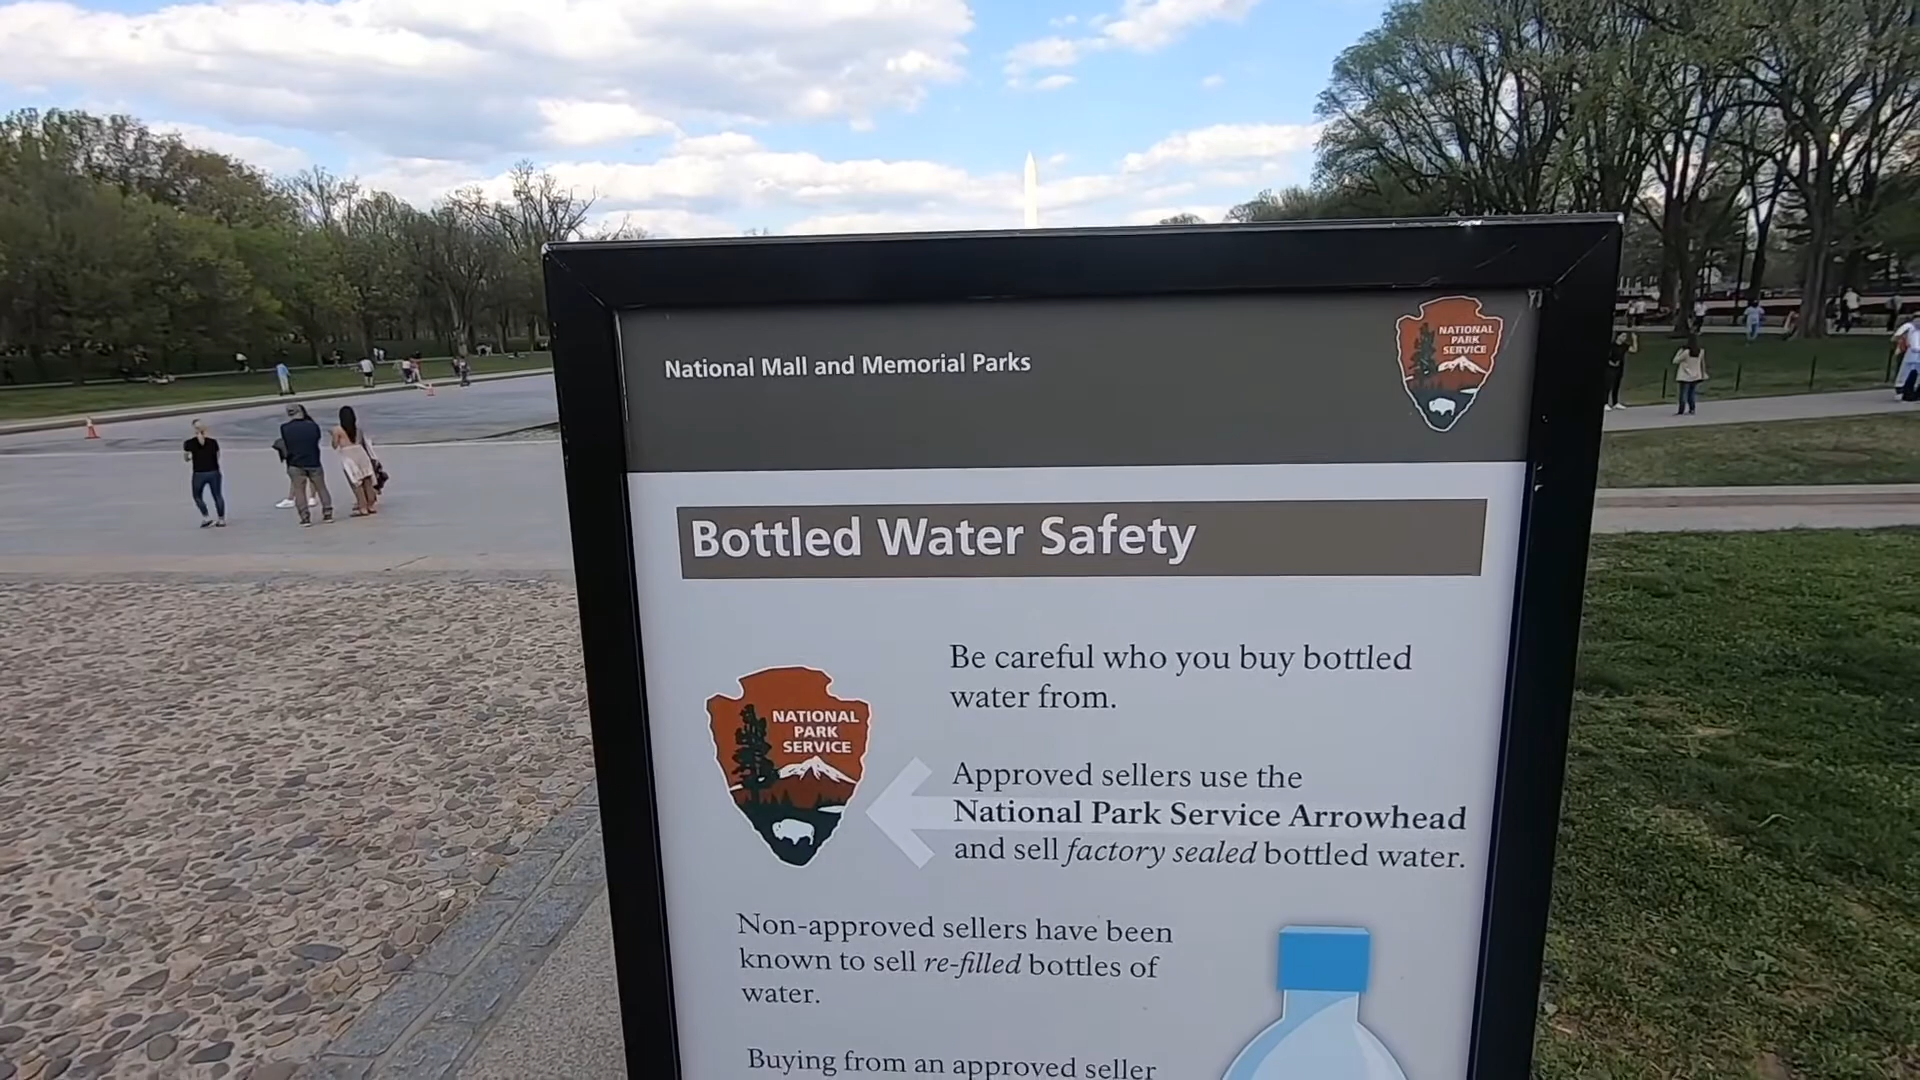 National Mall and Memorial Parks
NATIONAL
PARK
SERVICE
Bottled Water Safety
Be careful who you buy bottled
water from.
NATIONAL
PARK
SERVICE
Approved sellers use the
National Park Service Arrowhead
and sell factory sealed bottled water.
Non-approved sellers have been
known to sell re-filled bottles of
water.
Buying from an approved seller